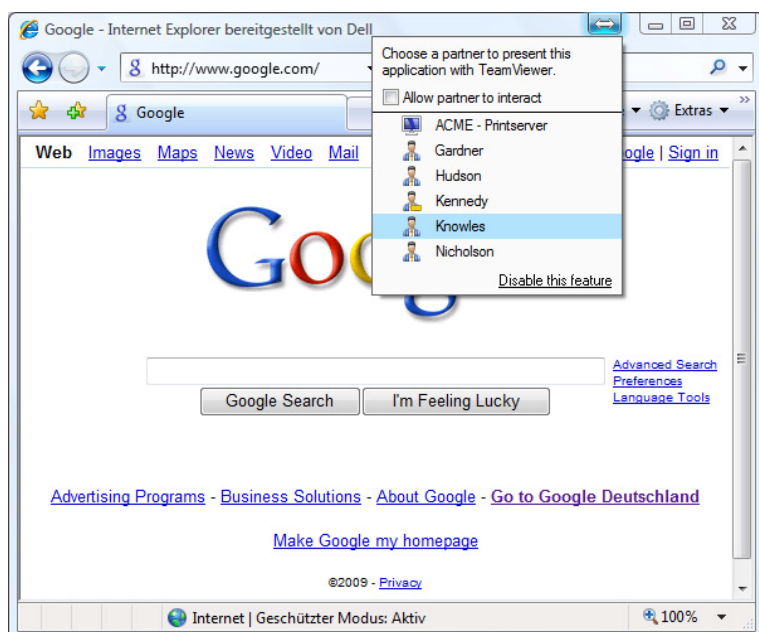 Google - Internet Explorer bereitgestellt von Dell
http://www.google.com/
Choose a partner to present this
application with TeamViewer.
Allow partner to interact
Google
Extras
ACME - Printserver
Gardner
Hudson
Kennedy
Knowles
Nicholson
Disable this feature
Web Images Maps News Video Mail
Sign in
Advanced Search
Preferences
Language Tools
Google Search I'm Feeling Lucky
Advertising Programs - Business Solutions - About Google - Go to Google Deutschland
Make Google my homepage
©2009 - Privacy
Internet | Geschützter Modus: Aktiv 100%